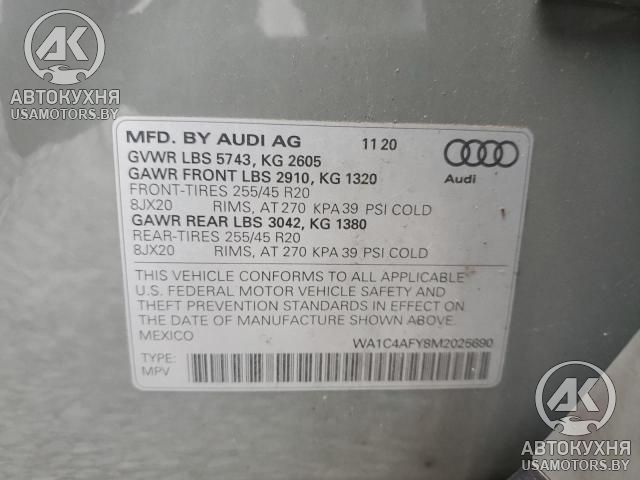 AK
АВТОКУХНЯ
USAMOTORS.BY
MFD. BY AUDI AG 11 20
GVWR LBS 5743, KG 2605
GAWR FRONT LBS 2910, KG 1320
FRONT-TIRES 255/45 R20
8JX20 RIMS, AT 270 KPA 39 PSI COLD
GAWR REAR LBS 3042, KG 1380
REAR-TIRES 255/45 R20
8JX20 RIMS, AT 270 KPA 39 PSI COLD
Audi
THIS VEHICLE CONFORMS TO ALL APPLICABLE
U.S. FEDERAL MOTOR VEHICLE SAFETY AND
THEFT PREVENTION STANDARDS IN EFFECT ON
THE DATE OF MANUFACTURE SHOWN ABOVE.
MEXICO WA1C4AFY8M2025690
TYPE:
MPV
AK
АВТОКУХНЯ
USAMOTORS.BY